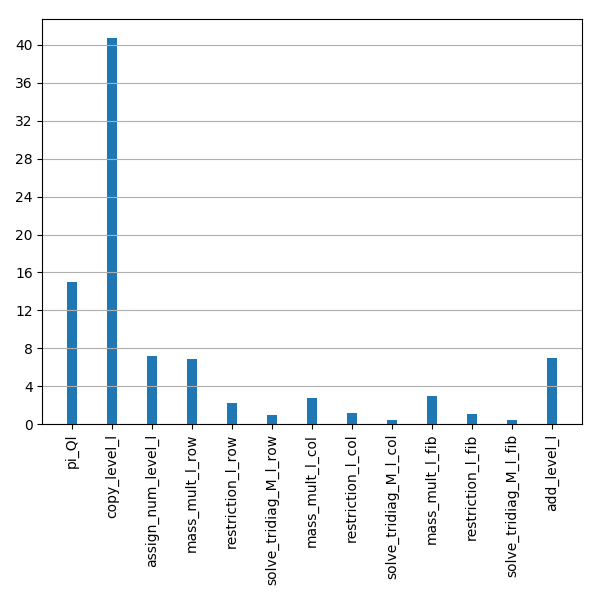 40
36
32
28
24
20
16
12
8
4
0
pi_Ql
copy_level_l
assign_num_level_l
mass_mult_l_row
restriction_l_row
solve_tridiag_M_l_row
mass_mult_l_col
restriction_l_col
solve_tridiag_M_l_col
mass_mult_l_fib
restriction_l_fib
solve_tridiag_M_l_fib
add_level_l